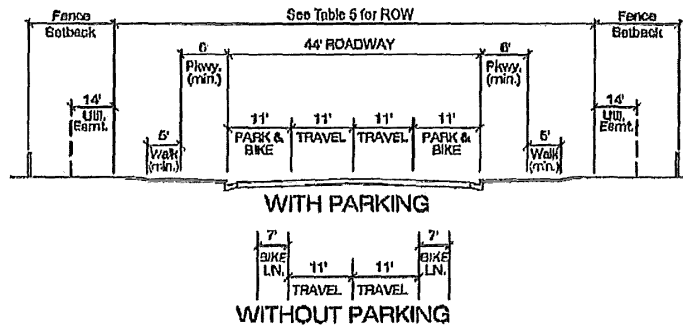 Fence
Setback
See Table 5 for ROW
Fence
Setback
6'
Pkwy.
(min.)
44' ROADWAY
6'
Pkwy.
(min.)
14'
Util.
Esmt.
5'
Walk
(min.)
11'
PARK &
BIKE
11'
TRAVEL
11'
TRAVEL
11'
PARK &
BIKE
5'
Walk
(min.)
14'
Util.
Esmt.
WITH PARKING
7'
BIKE
LN.
11'
TRAVEL
11'
TRAVEL
7'
BIKE
LN.
WITHOUT PARKING